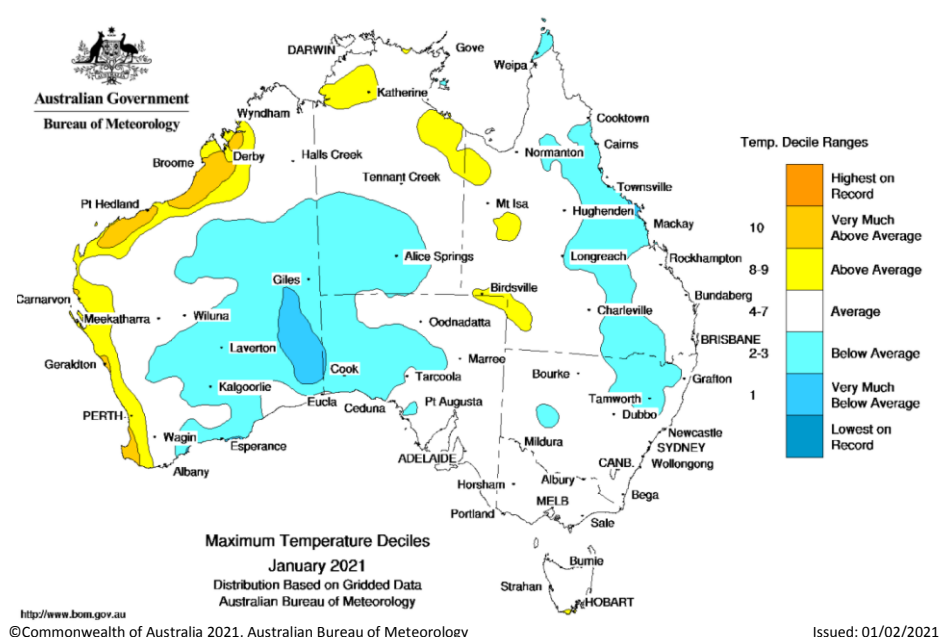 DARWIN
Gove
Weipa
Australian Government
Bureau of Meteorology
Katherine
Wyndham
Cooktown
Cairns
Broome
Derby
Halls Creek
Normanton
Tennant Creek
Townsville
Pt Hedland
Mt Isa
Hughenden
Mackay
Alice Springs
Longreach
Rockhampton
Giles
Birdsville
Bundaberg
Carnarvon
Meekatharra
Wiluna
Oodnadatta
Charleville
BRISBANE
Laverton
Marree
Geraldton
Cook
Tarcoola
Bourke
Grafton
Kalgoorlie
Eucla
Ceduna
Pt Augusta
Tamworth
Dubbo
PERTH
Wagin
Esperance
Mildura
Newcastle
SYDNEY
Albany
ADELAIDE
CANB.
Wollongong
Horsham
Albury
Portland
MELB
Bega
Sale
Burnie
Strahan
HOBART
Temp. Decile Ranges
Highest on
Record
10
Very Much
Above Average
8-9
Above Average
4-7
Average
2-3
Below Average
1
Very Much
Below Average
Lowest on
Record
Maximum Temperature Deciles
January 2021
Distribution Based on Gridded Data
Australian Bureau of Meteorology
http://www.bom.gov.au
©Commonwealth of Australia 2021, Australian Bureau of Meteorology
Issued: 01/02/2021